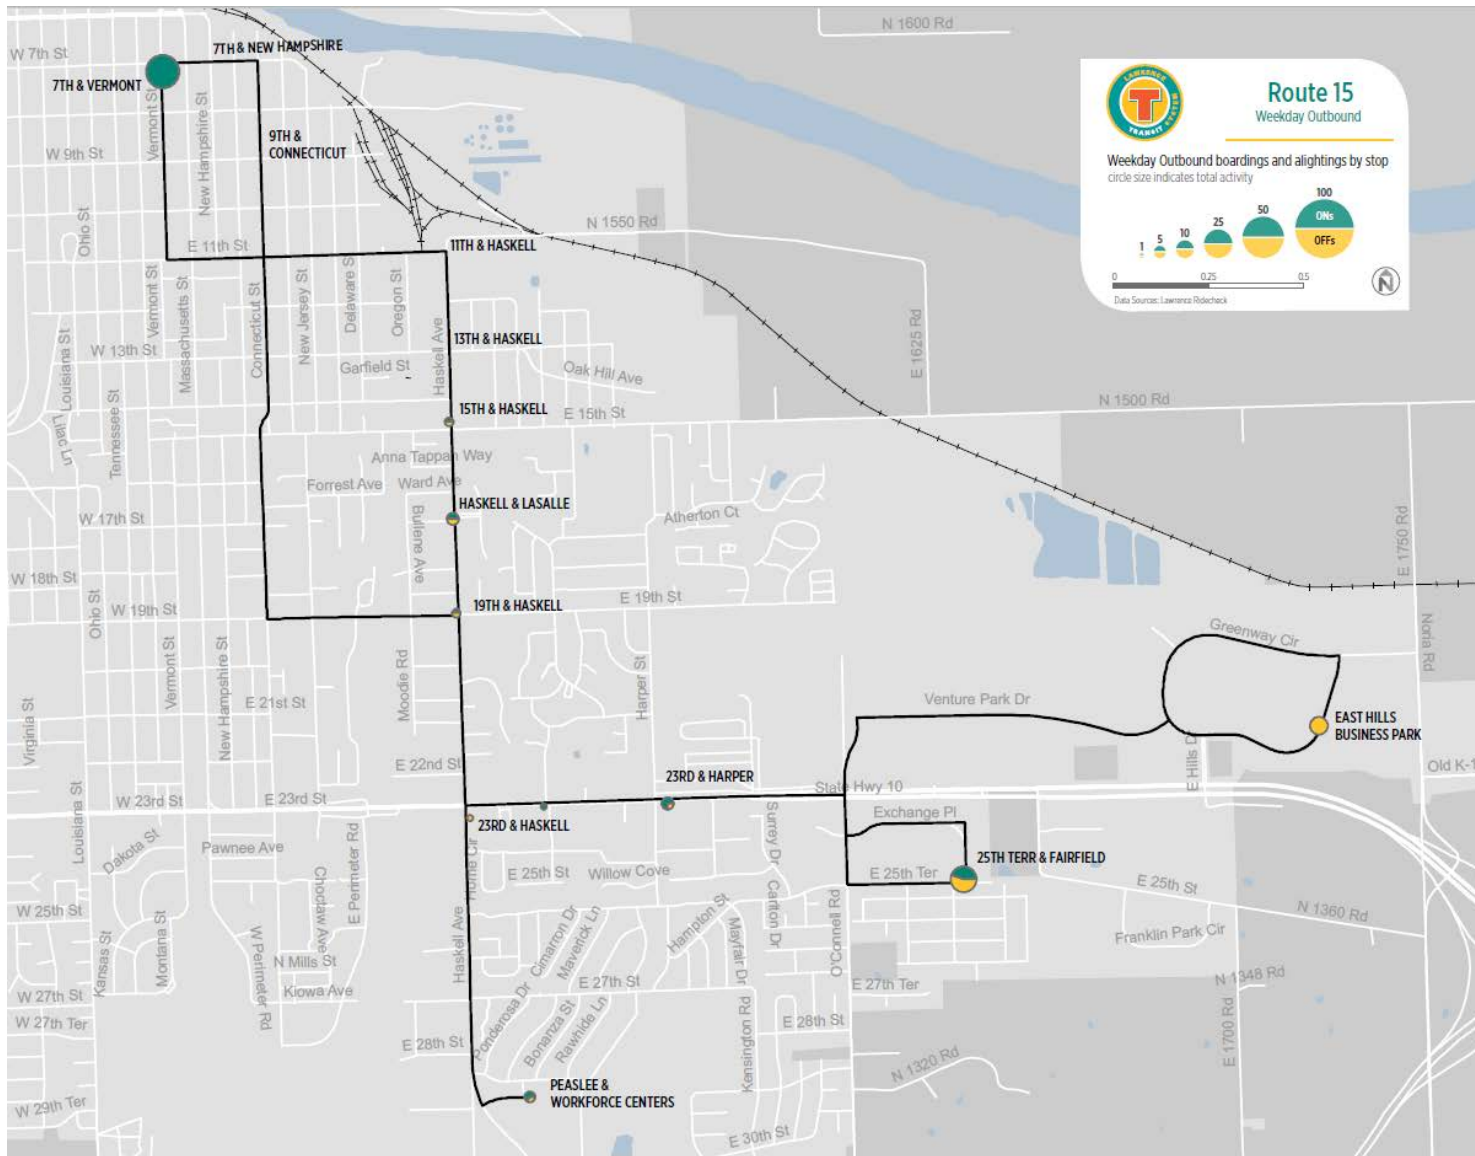 N 1600 Rd
W 7th St
7TH & NEW HAMPSHIRE
7TH & VERMONT
Vermont St
New Hampshire St
9TH &
CONNECTICUT
W 9th St
LAWRENCE
T
TRANSIT SYSTEM
Route 15
Weekday Outbound
Weekday Outbound boardings and alightings by stop
circle size indicates total activity
1
5
10
25
50
100
ONs
OFFs
0
0.25
0.5
N
Data Sources: Lawrence Ridecheck
Ohio St
E 11th St
11TH & HASKELL
N 1550 Rd
Vermont St
Massachusetts St
Connecticut St
New Jersey St
Delaware St
Oregon St
Haskell Ave
13TH & HASKELL
E 1625 Rd
Louisiana St
W 13th St
Garfield St
Oak Hill Ave
Lilac Ln
Tennessee St
15TH & HASKELL
E 15th St
N 1500 Rd
Anna Tappan Way
Forrest Ave
Ward Ave
HASKELL & LASALLE
W 17th St
Bullene Ave
Atherton Ct
E 1750 Rd
W 18th St
Ohio St
W 19th St
19TH & HASKELL
E 19th St
Greenway Cir
Noria Rd
Virginia St
Vermont St
New Hampshire St
E 21st St
Moodie Rd
Harper St
Venture Park Dr
EAST HILLS
BUSINESS PARK
E 22nd St
23RD & HARPER
E Hills Dr
Old K-1
W 23rd St
E 23rd St
State Hwy 10
Louisiana St
Dakota St
Pawnee Ave
E Perimeter Rd
23RD & HASKELL
Home Cir
Surrey Dr
Exchange Pl
25TH TERR & FAIRFIELD
Choctaw Ave
E 25th St
Willow Cove
Carlton Dr
E 25th Ter
E 25th St
W 25th St
Kansas St
Montana St
W Perimeter Rd
N Mills St
Kiowa Ave
Haskell Ave
Cimarron Dr
Maverick Ln
Hampton St
Mayfair Dr
O'Connell Rd
N 1360 Rd
Franklin Park Cir
W 27th St
E 27th St
E 27th Ter
N 1348 Rd
W 27th Ter
E 28th St
Ponderosa Dr
Bonanza St
Rawhide Ln
Kensington Rd
E 28th St
E 1700 Rd
N 1320 Rd
PEASLEE &
WORKFORCE CENTERS
W 29th Ter
E 30th St